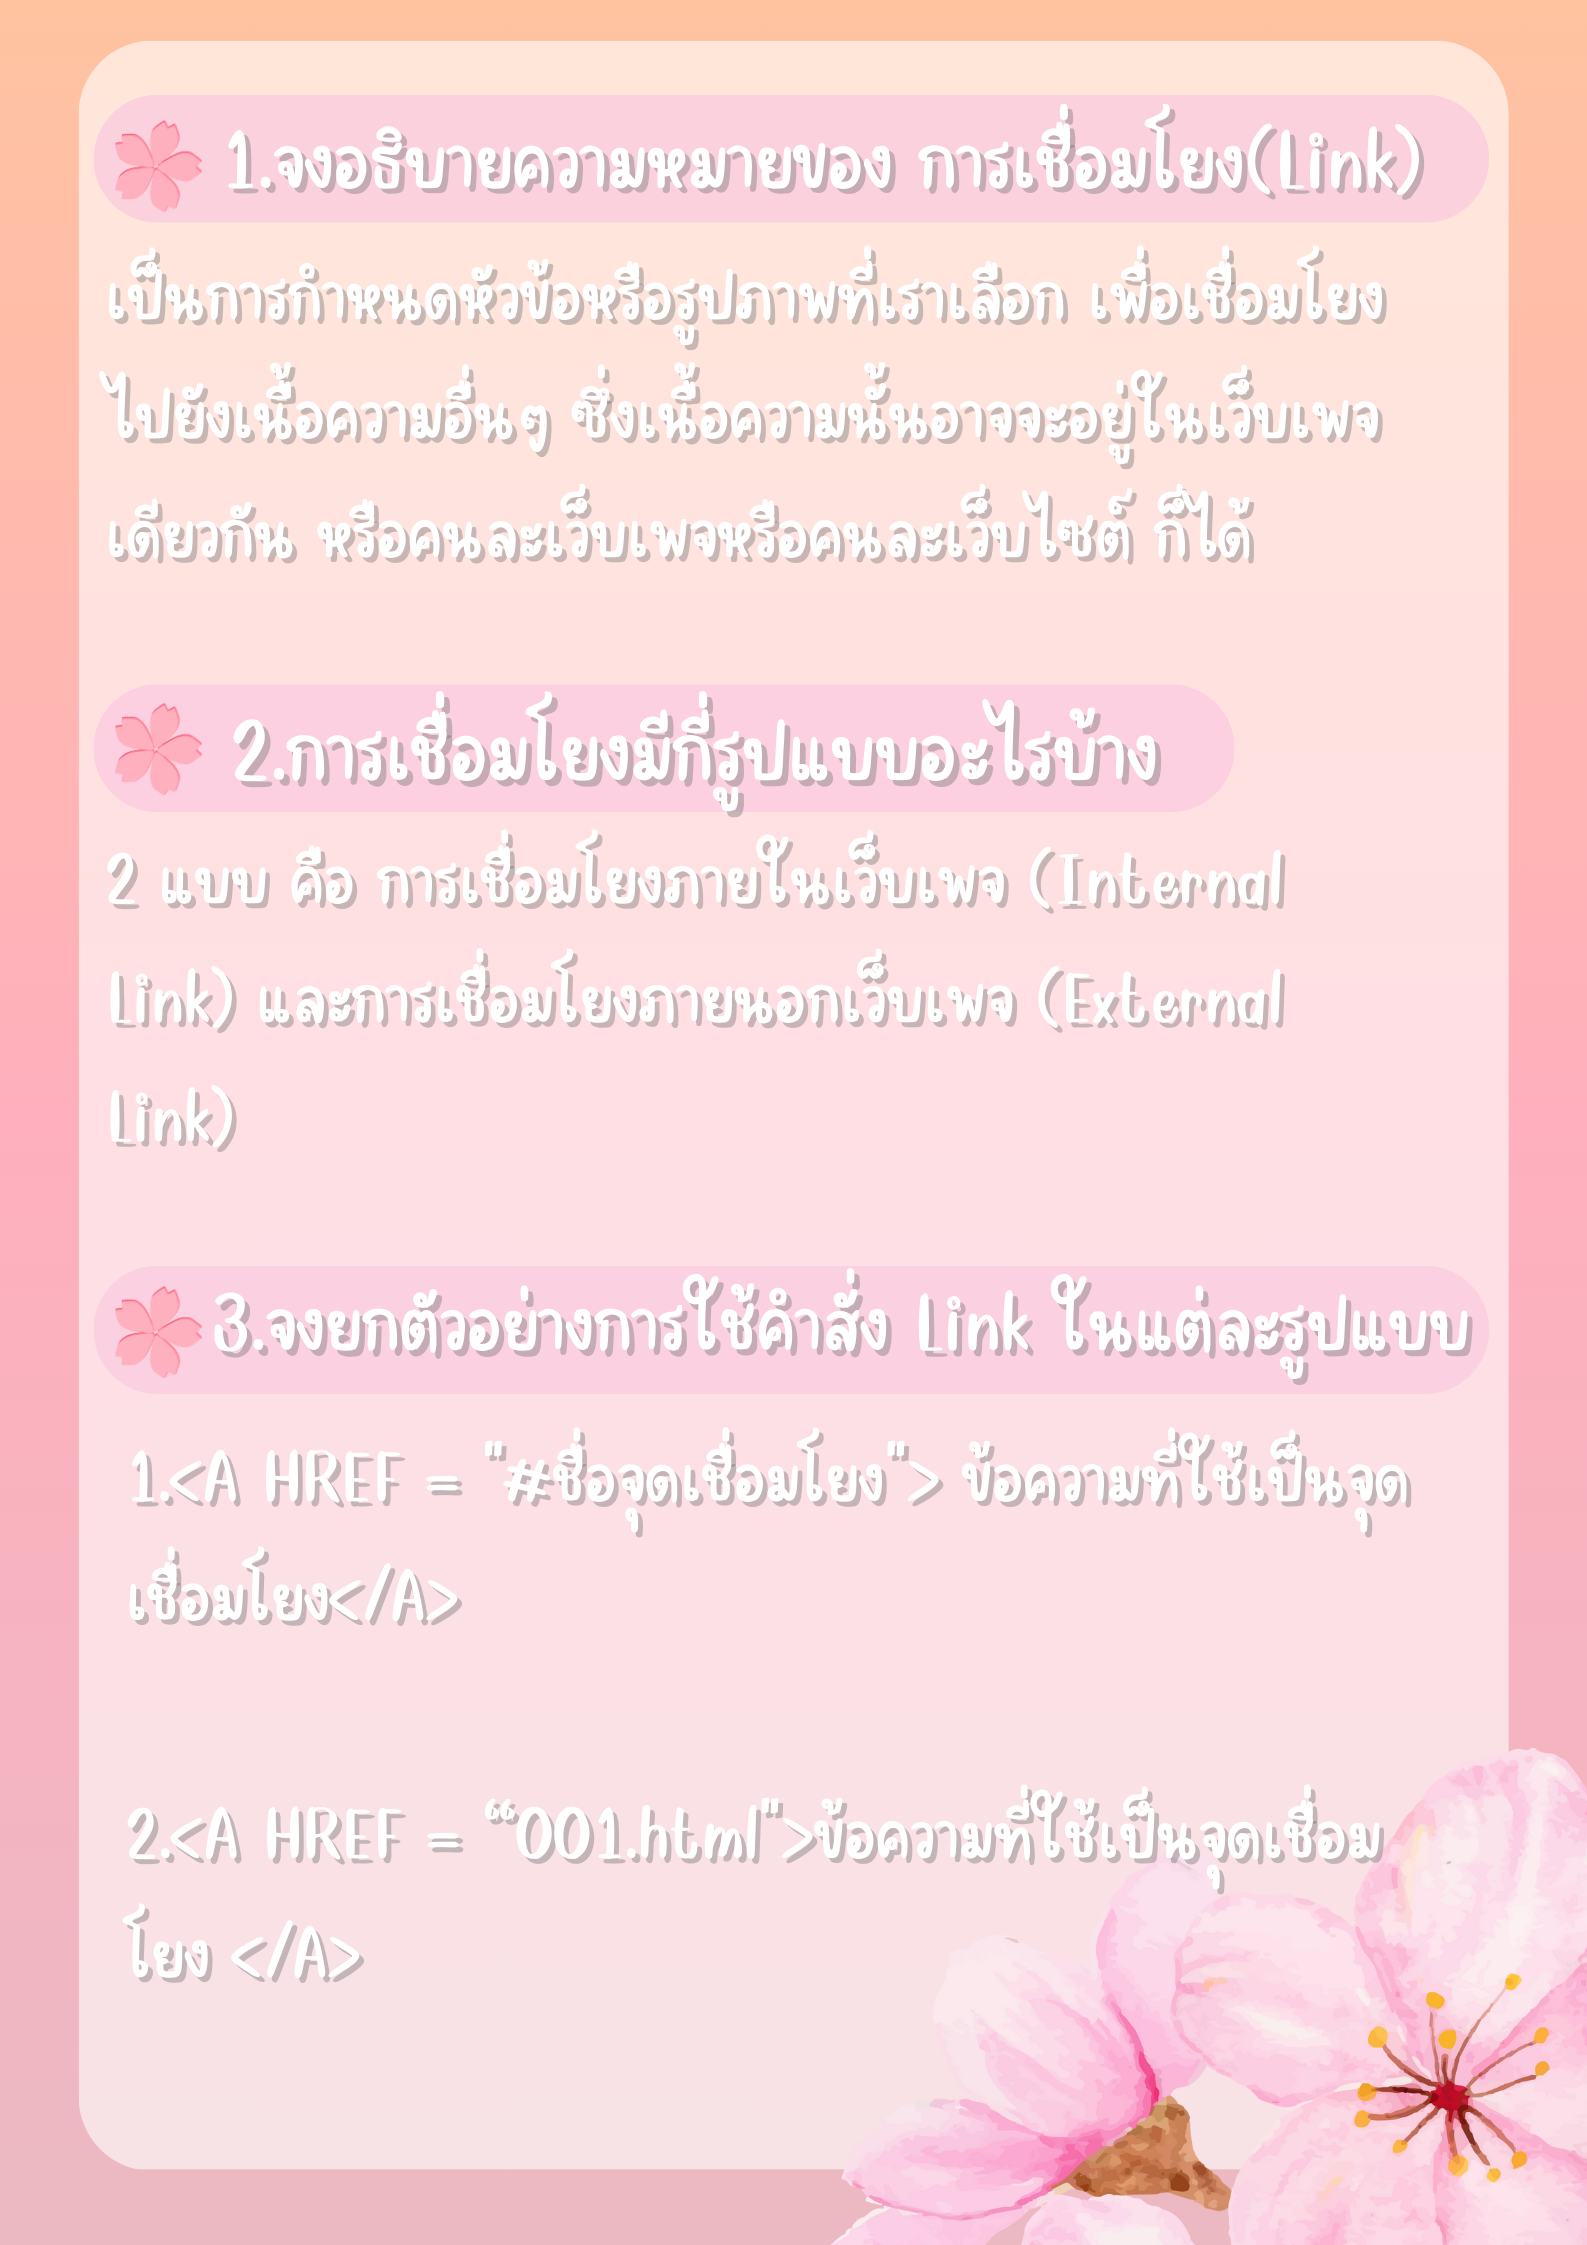 1.จงอธิบายความหมายของ การเชื่อมโยง(Link)
เป็นการกำหนดหัวข้อหรือรูปภาพที่เราเลือก เพื่อเชื่อมโยง
ไปยังเนื้อความอื่นๆ ซึ่งเนื้อความนั้นอาจจะอยู่ในเว็บเพจ
เดียวกัน หรือคนละเว็บเพจหรือคนละเว็บไซต์ ก็ได้
2.การเชื่อมโยงมีกี่รูปแบบอะไรบ้าง
2 แบบ คือ การเชื่อมโยงภายในเว็บเพจ (Internal
Link) และการเชื่อมโยงภายนอกเว็บเพจ (External
Link)
3.จงยกตัวอย่างการใช้คำสั่ง Link ในแต่ละรูปแบบ
1.<A HREF = "#ชื่อจุดเชื่อมโยง"> ข้อความที่ใช้เป็นจุด
เชื่อมโยง</A>
2.<A HREF = “001.html">ข้อความที่ใช้เป็นจุดเชื่อม
โยง </A>